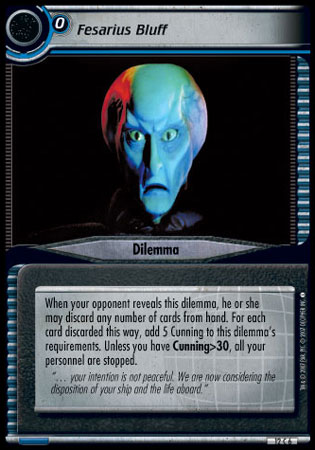 0
Fesarius Bluff
Dilemma
When your opponent reveals this dilemma, he or she
may discard any number of cards from hand. For each
card discarded this way, add 5 Cunning to this dilemma's
requirements. Unless you have Cunning>30, all your
personnel are stopped.
"… your intention is not peaceful. We are now considering the
disposition of your ship and the life aboard."
12 C 6